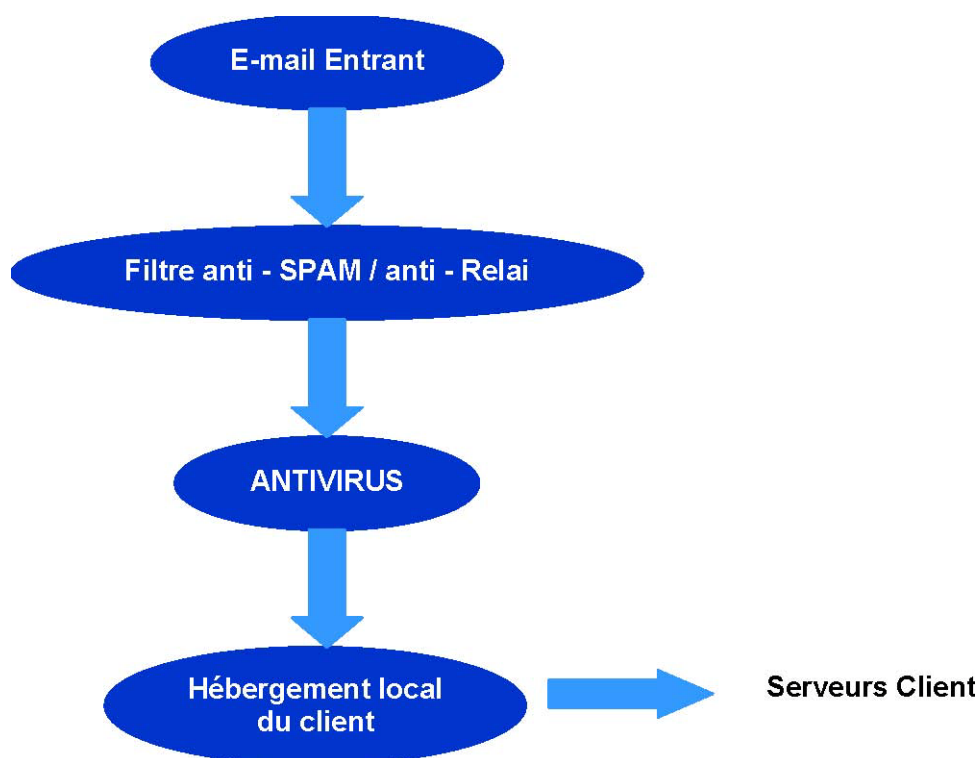 E-mail Entrant
Filtre anti - SPAM / anti - Relai
ANTIVIRUS
Hébergement local
du client
Serveurs Client